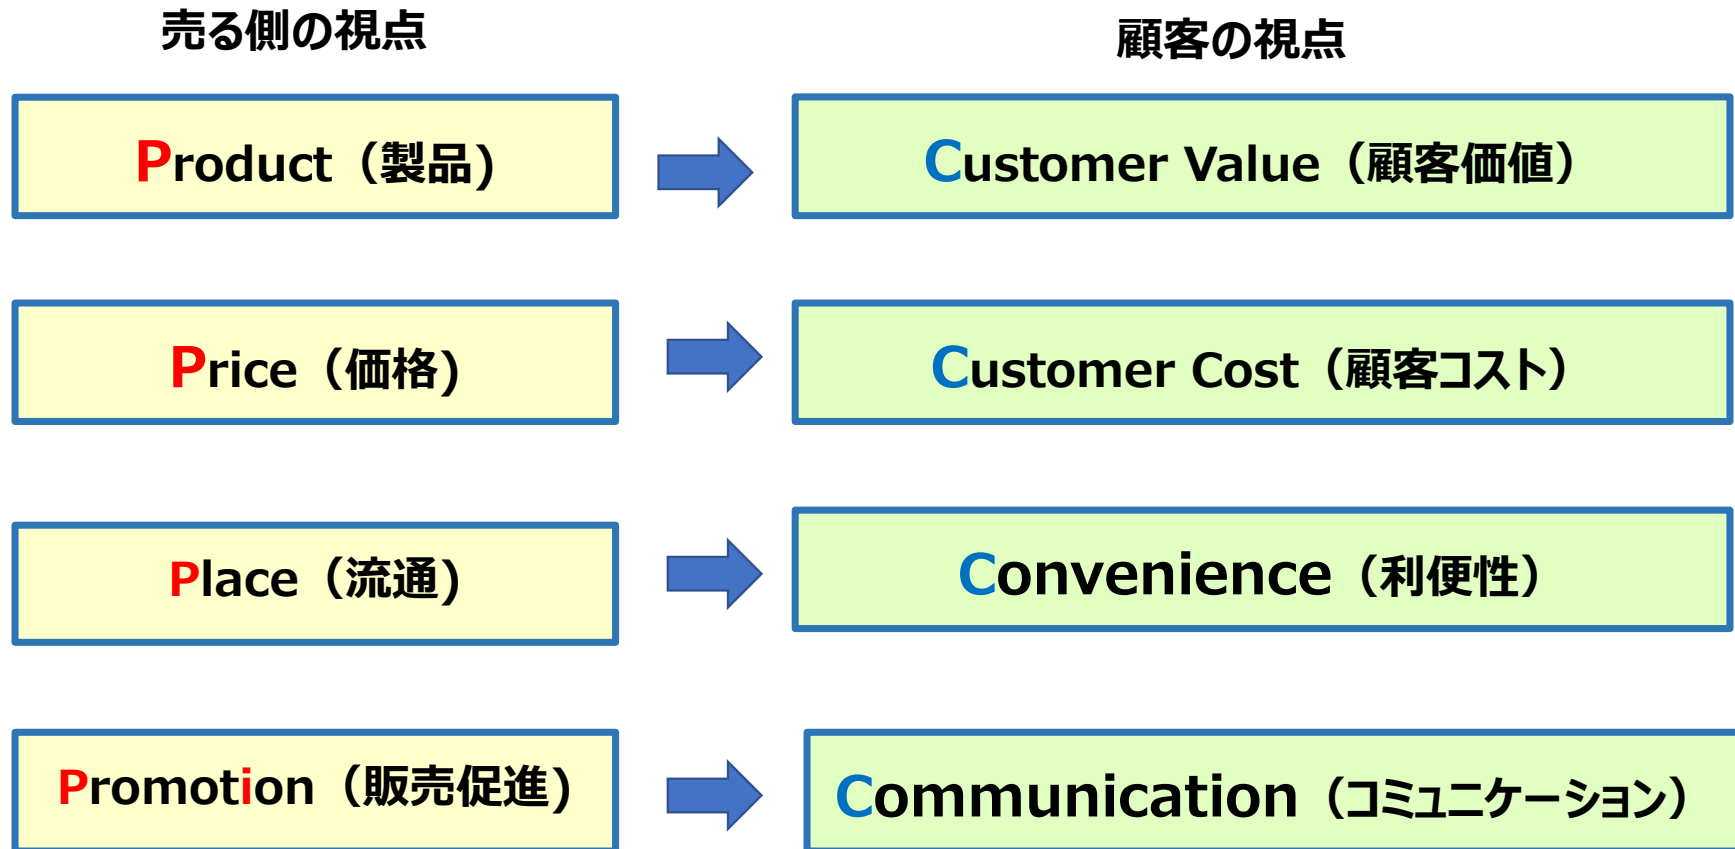 売る側の視点
顧客の視点
Product（製品)
Customer Value（顧客価値）
Price（価格)
Customer Cost（顧客コスト）
Place（流通)
Convenience（利便性）
Promotion（販売促進)
Communication（コミュニケーション）